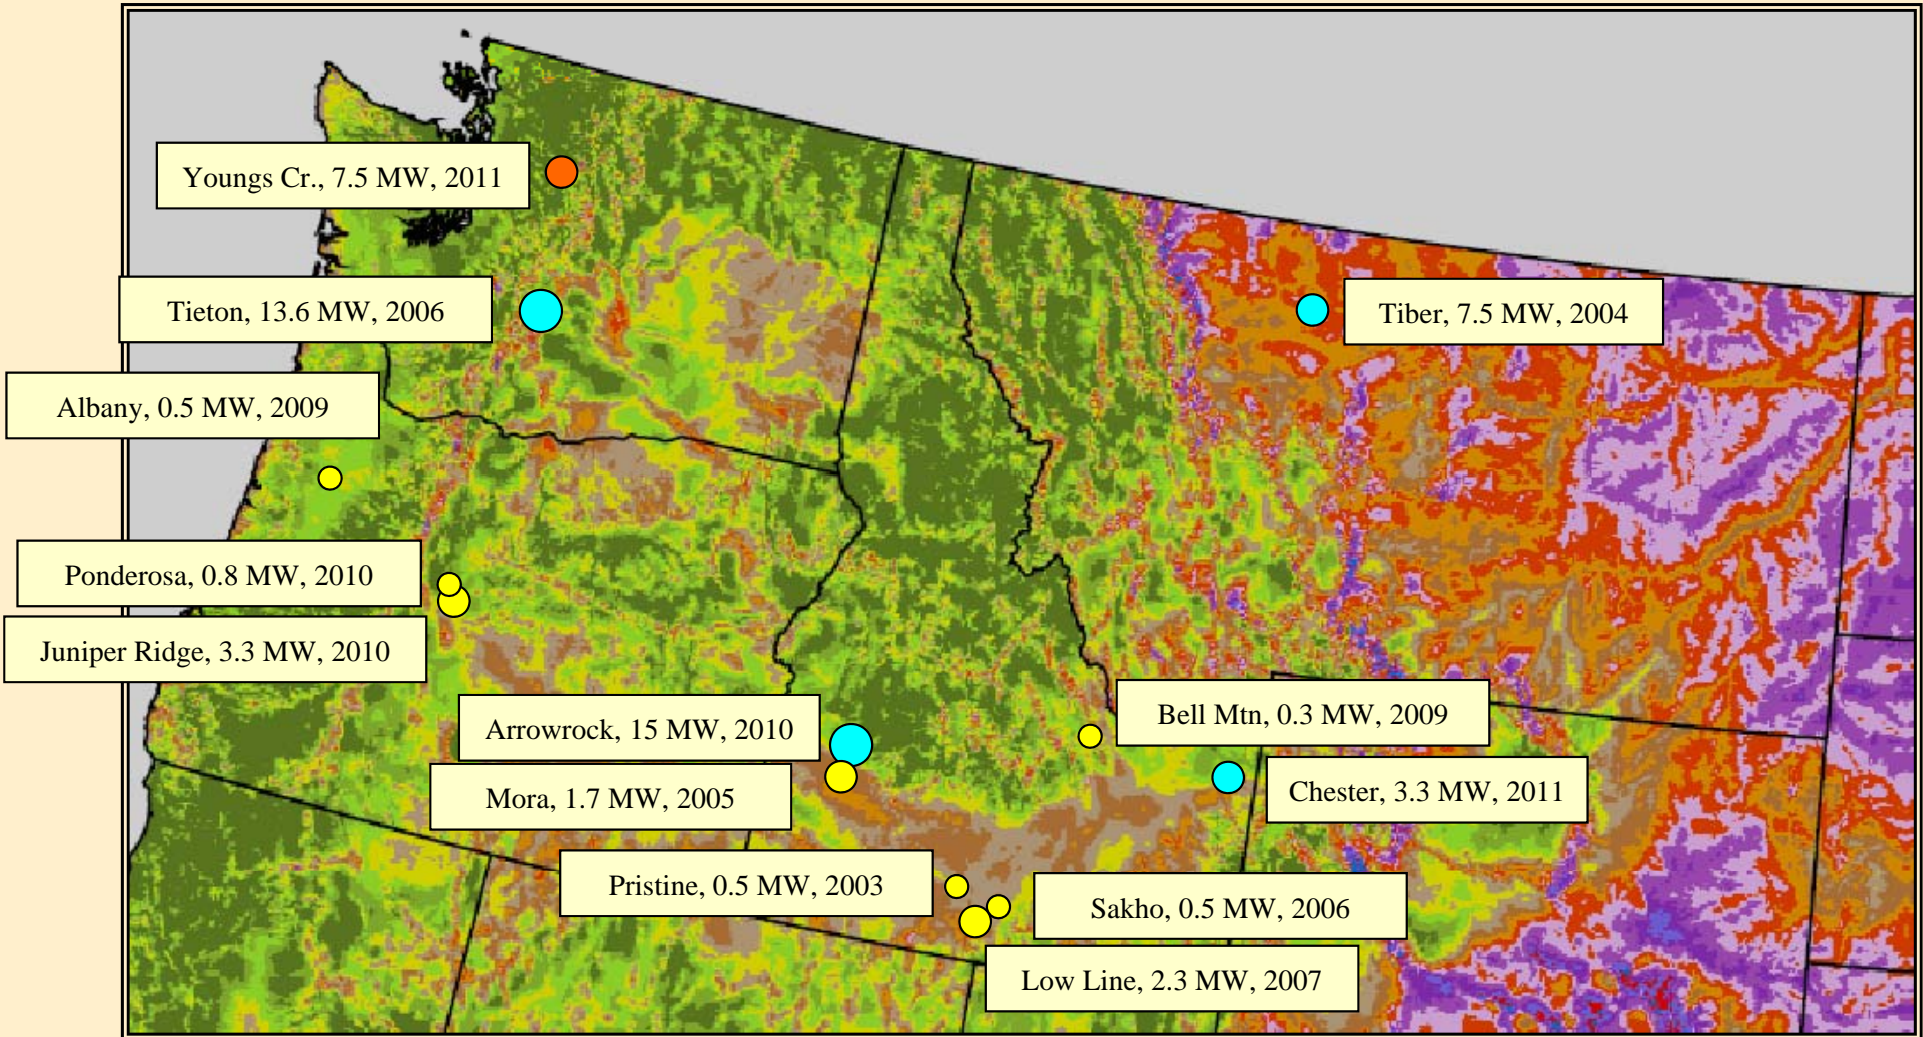 Youngs Cr., 7.5 MW, 2011
Tieton, 13.6 MW, 2006
Tiber, 7.5 MW, 2004
Albany, 0.5 MW, 2009
Ponderosa, 0.8 MW, 2010
Juniper Ridge, 3.3 MW, 2010
Arrowrock, 15 MW, 2010
Bell Mtn, 0.3 MW, 2009
Mora, 1.7 MW, 2005
Chester, 3.3 MW, 2011
Pristine, 0.5 MW, 2003
Sakho, 0.5 MW, 2006
Low Line, 2.3 MW, 2007